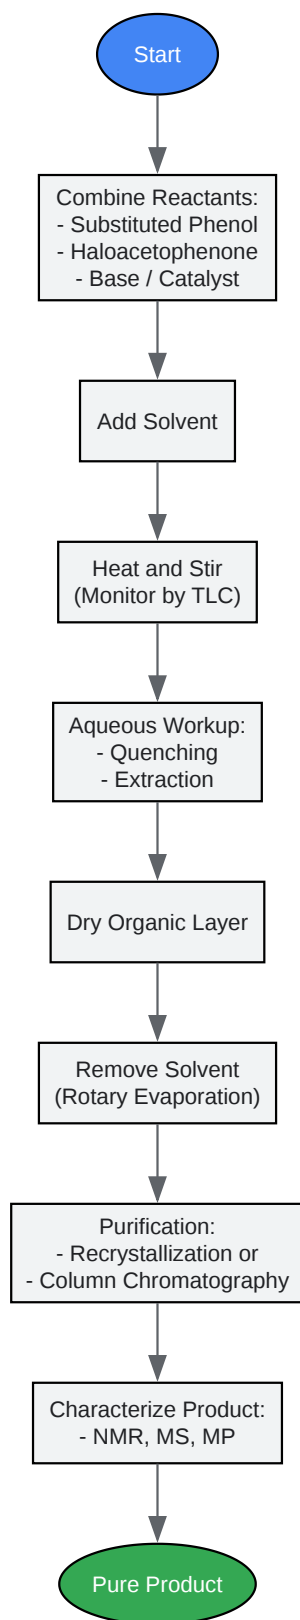 Start
Combine Reactants:
- Substituted Phenol
- Haloacetophenone
- Base / Catalyst
Add Solvent
Heat and Stir
(Monitor by TLC)
Aqueous Workup:
- Quenching
- Extraction
Dry Organic Layer
Remove Solvent
(Rotary Evaporation)
Purification:
- Recrystallization or
- Column Chromatography
Characterize Product:
- NMR, MS, MP
Pure Product